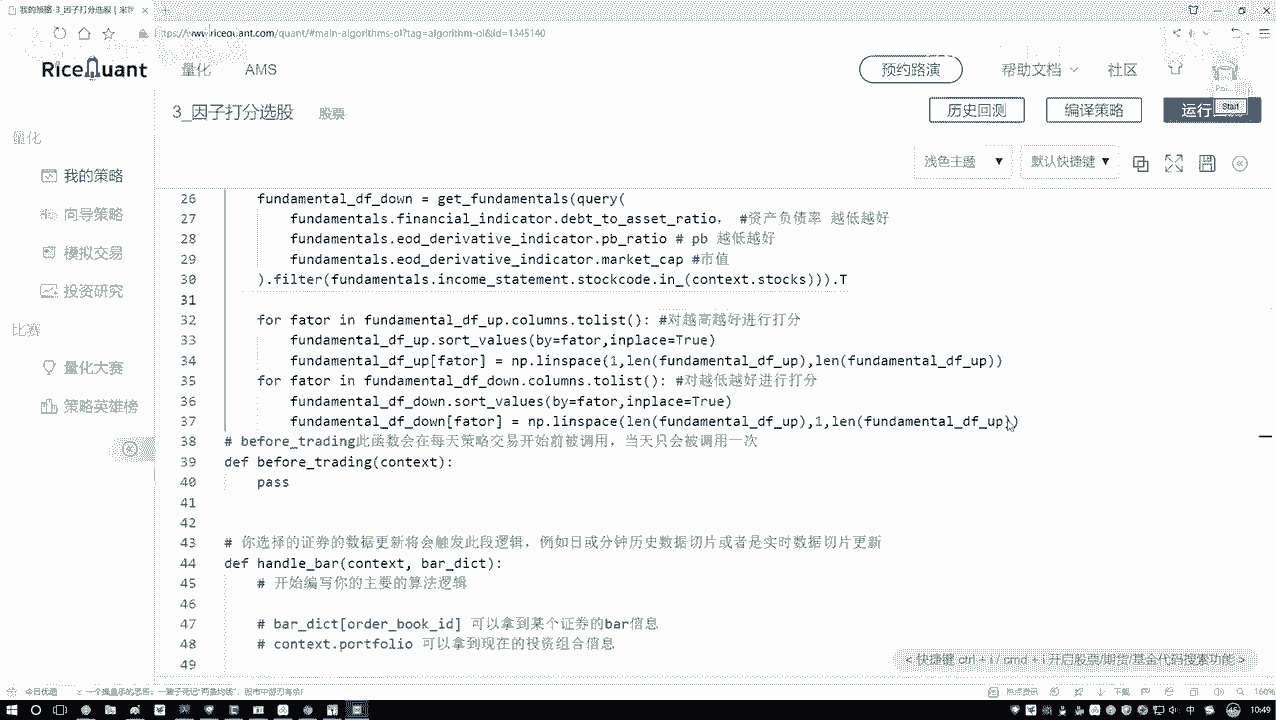 我的策略-3_因子打分选股
https://www.ricequant.com/quant/#main-algorithms-ol?tag=algorithm-ol&id=1345140
RiceQuant
量化
AMS
预约路演
帮助文档
社区
3_因子打分选股
股票
历史回测
编译策略
运行
Start
浅色主题
默认快捷键
量化
我的策略
向导策略
模拟交易
投资研究
比赛
量化大赛
策略英雄榜
26 fundamental_df_down = get_fundamentals(query(
27 fundamentals.financial_indicator.debt_to_asset_ratio, #资产负债率 越低越好
28 fundamentals.eod_derivative_indicator.pb_ratio # pb 越低越好
29 fundamentals.eod_derivative_indicator.market_cap #市值
30 ).filter(fundamentals.income_statement.stockcode.in_(context.stocks))).T
31
32 for fator in fundamental_df_up.columns.tolist(): #对越高越好进行打分
33 fundamental_df_up.sort_values(by=fator,inplace=True)
34 fundamental_df_up[fator] = np.linspace(1,len(fundamental_df_up),len(fundamental_df_up))
35 for fator in fundamental_df_down.columns.tolist(): #对越低越好进行打分
36 fundamental_df_down.sort_values(by=fator,inplace=True)
37 fundamental_df_down[fator] = np.linspace(len(fundamental_df_up),1,len(fundamental_df_up))
38 # before_trading此函数会在每天策略交易开始前被调用，当天只会被调用一次
39 def before_trading(context):
40 pass
41
42
43 # 你选择的证券的数据更新将会触发此段逻辑，例如日或分钟历史数据切片或者是实时数据切片更新
44 def handle_bar(context, bar_dict):
45 # 开始编写你的主要的算法逻辑
46
47 # bar_dict[order_book_id] 可以拿到某个证券的bar信息
48 # context.portfolio 可以拿到现在的投资组合信息
49
< 快捷键 ctrl + i / cmd + i 开启股票/期货/基金代码搜索功能 >
今日优选
热点资讯
下载
160%
中
10:49